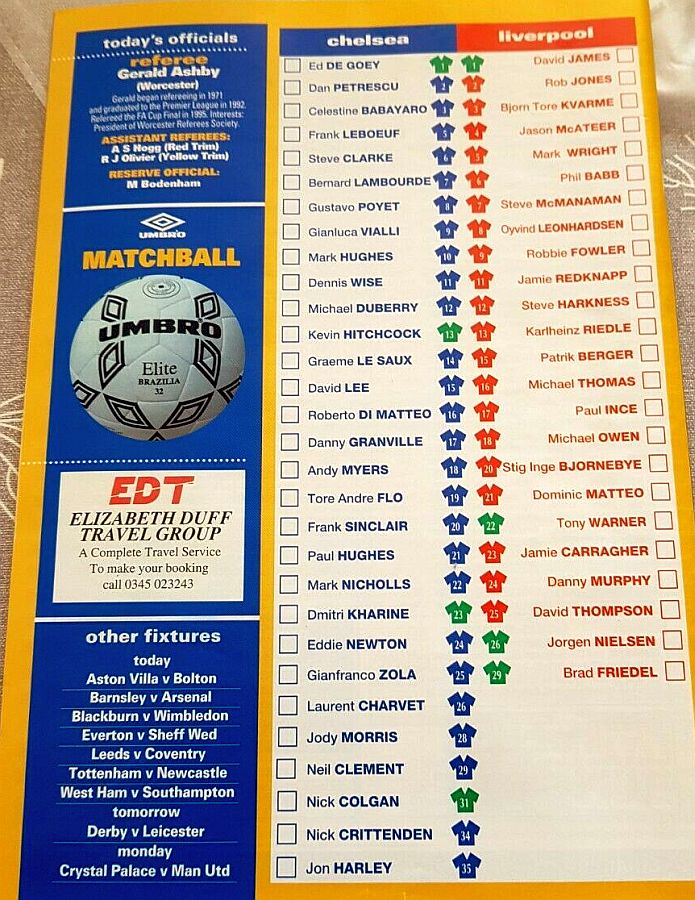 today's officials
referee
Gerald Ashby
(Worcester)
Gerald began refereeing in 1971
and graduated to the Premier League in 1992.
Refereed the FA Cup Final in 1995. Interests:
President of Worcester Referees Society.
ASSISTANT REFEREES:
A S Hogg (Red Trim)
R J Olivier (Yellow Trim)
RESERVE OFFICIAL:
M Bodenham
UMBRO
MATCHBALL
UMBRO
Elite
BRAZILIA
32
EDT
ELIZABETH DUFF
TRAVEL GROUP
A Complete Travel Service
To make your booking
call 0345 023243
other fixtures
today
Aston Villa v Bolton
Barnsley v Arsenal
Blackburn v Wimbledon
Everton v Sheff Wed
Leeds v Coventry
Tottenham v Newcastle
West Ham v Southampton
tomorrow
Derby v Leicester
monday
Crystal Palace v Man Utd
chelsea
Ed DE GOEY 1
Dan PETRESCU 2
Celestine BABAYARO 3
Frank LEBOEUF 5
Steve CLARKE 6
Bernard LAMBOURDE 7
Gustavo POYET 8
Gianluca VIALLI 9
Mark HUGHES 10
Dennis WISE 11
Michael DUBERRY 12
Kevin HITCHCOCK 13
Graeme LE SAUX 14
David LEE 15
Roberto DI MATTEO 16
Danny GRANVILLE 17
Andy MYERS 18
Tore Andre FLO 19
Frank SINCLAIR 20
Paul HUGHES 21
Mark NICHOLLS 22
Dmitri KHARINE 23
Eddie NEWTON 24
Gianfranco ZOLA 25
Laurent CHARVET 26
Jody MORRIS 28
Neil CLEMENT 29
Nick COLGAN 31
Nick CRITTENDEN 34
Jon HARLEY 35
liverpool
1 David JAMES
2 Rob JONES
3 Bjorn Tore KVARME
4 Jason McATEER
5 Mark WRIGHT
6 Phil BABB
7 Steve McMANAMAN
8 Oyvind LEONHARDSEN
9 Robbie FOWLER
11 Jamie REDKNAPP
12 Steve HARKNESS
13 Karlheinz RIEDLE
15 Patrik BERGER
16 Michael THOMAS
17 Paul INCE
18 Michael OWEN
20 Stig Inge BJORNEBYE
21 Dominic MATTEO
22 Tony WARNER
23 Jamie CARRAGHER
24 Danny MURPHY
25 David THOMPSON
26 Jorgen NIELSEN
29 Brad FRIEDEL